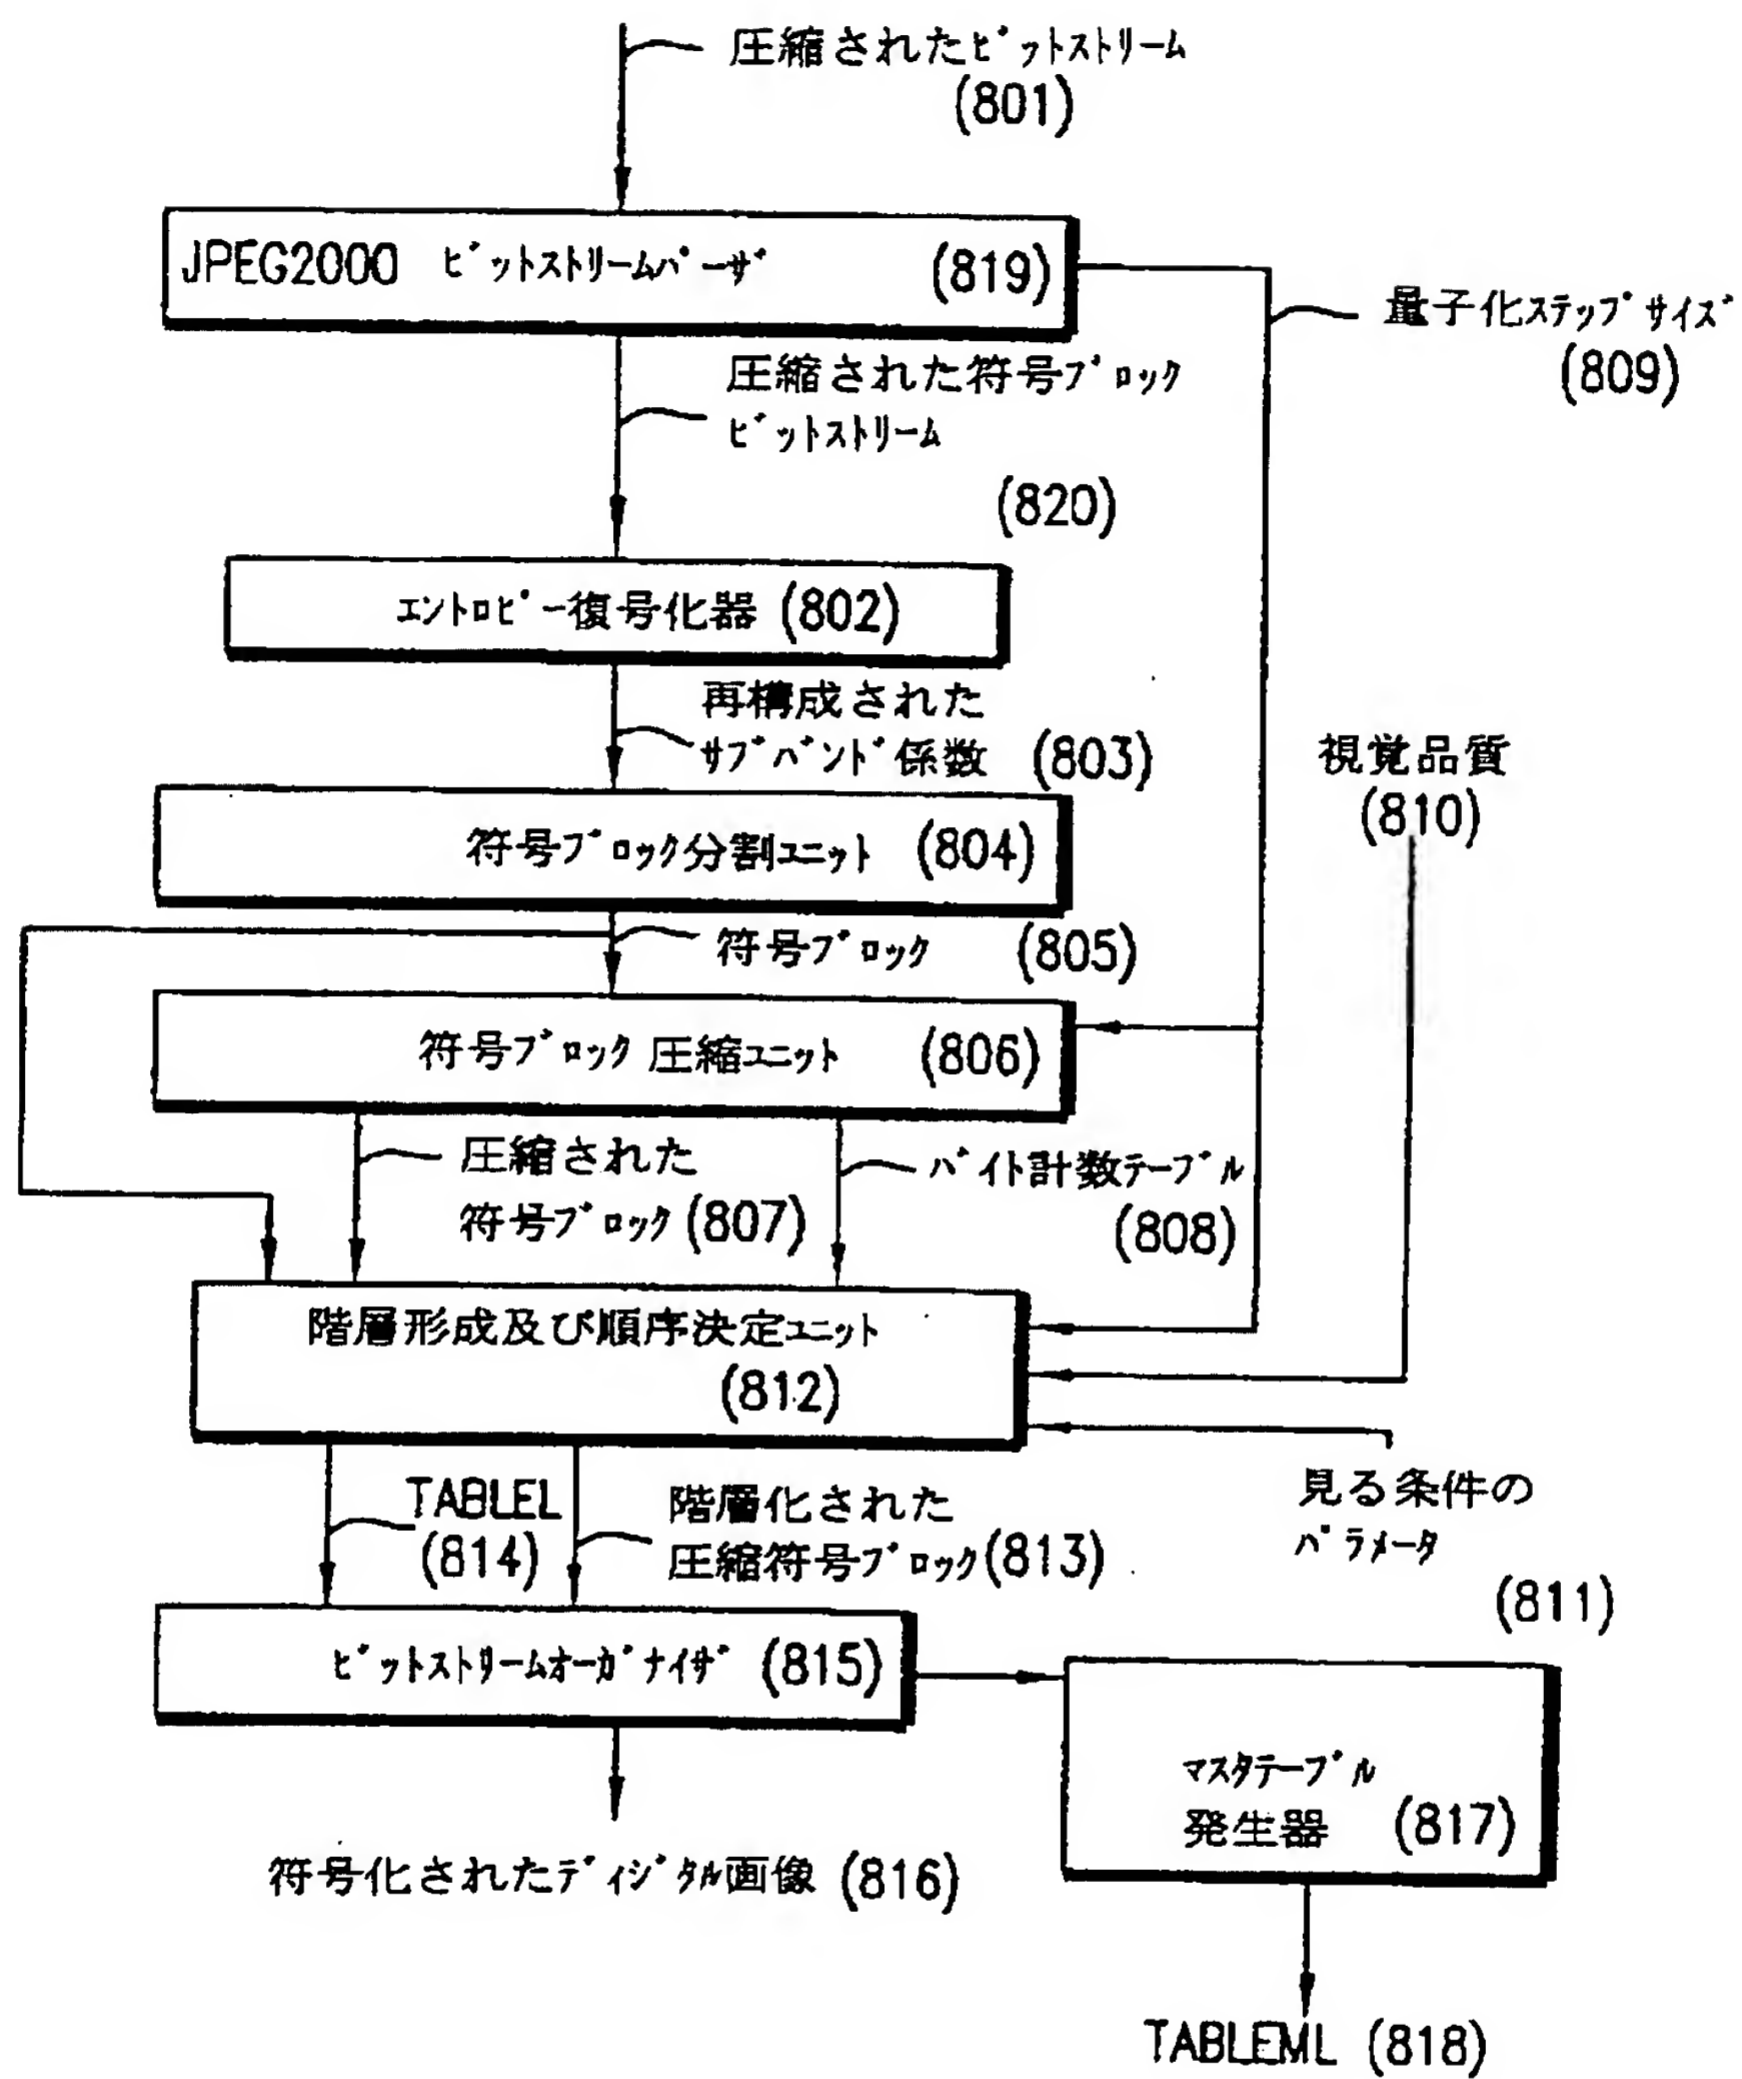 圧縮されたﾋﾞｯﾄｽﾄﾘｰﾑ
(801)
JPEG2000 ﾋﾞｯﾄｽﾄﾘｰﾑﾊﾟｰｻﾞ (819)
量子化ｽﾃｯﾌﾟｻｲｽﾞ
(809)
圧縮された符号ﾌﾞﾛｯｸ
ﾋﾞｯﾄｽﾄﾘｰﾑ
(820)
ｴﾝﾄﾛﾋﾟｰ復号化器 (802)
再構成された
ｻﾌﾞﾊﾞﾝﾄﾞ係数 (803)
視覚品質
(810)
符号ﾌﾞﾛｯｸ分割ﾕﾆｯﾄ (804)
符号ﾌﾞﾛｯｸ (805)
符号ﾌﾞﾛｯｸ圧縮ﾕﾆｯﾄ (806)
圧縮された
符号ﾌﾞﾛｯｸ (807)
ﾊﾞｲﾄ計数ﾃｰﾌﾞﾙ
(808)
階層形成及び順序決定ﾕﾆｯﾄ
(812)
TABLEL
(814)
階層化された
圧縮符号ﾌﾞﾛｯｸ(813)
見る条件の
ﾊﾟﾗﾒｰﾀ
(811)
ﾋﾞｯﾄｽﾄﾘｰﾑｵｰｶﾞﾅｲｻﾞ (815)
ﾏｽﾀﾃｰﾌﾞﾙ
発生器 (817)
符号化されたﾃﾞｨｼﾞﾀﾙ画像 (816)
TABLEML (818)